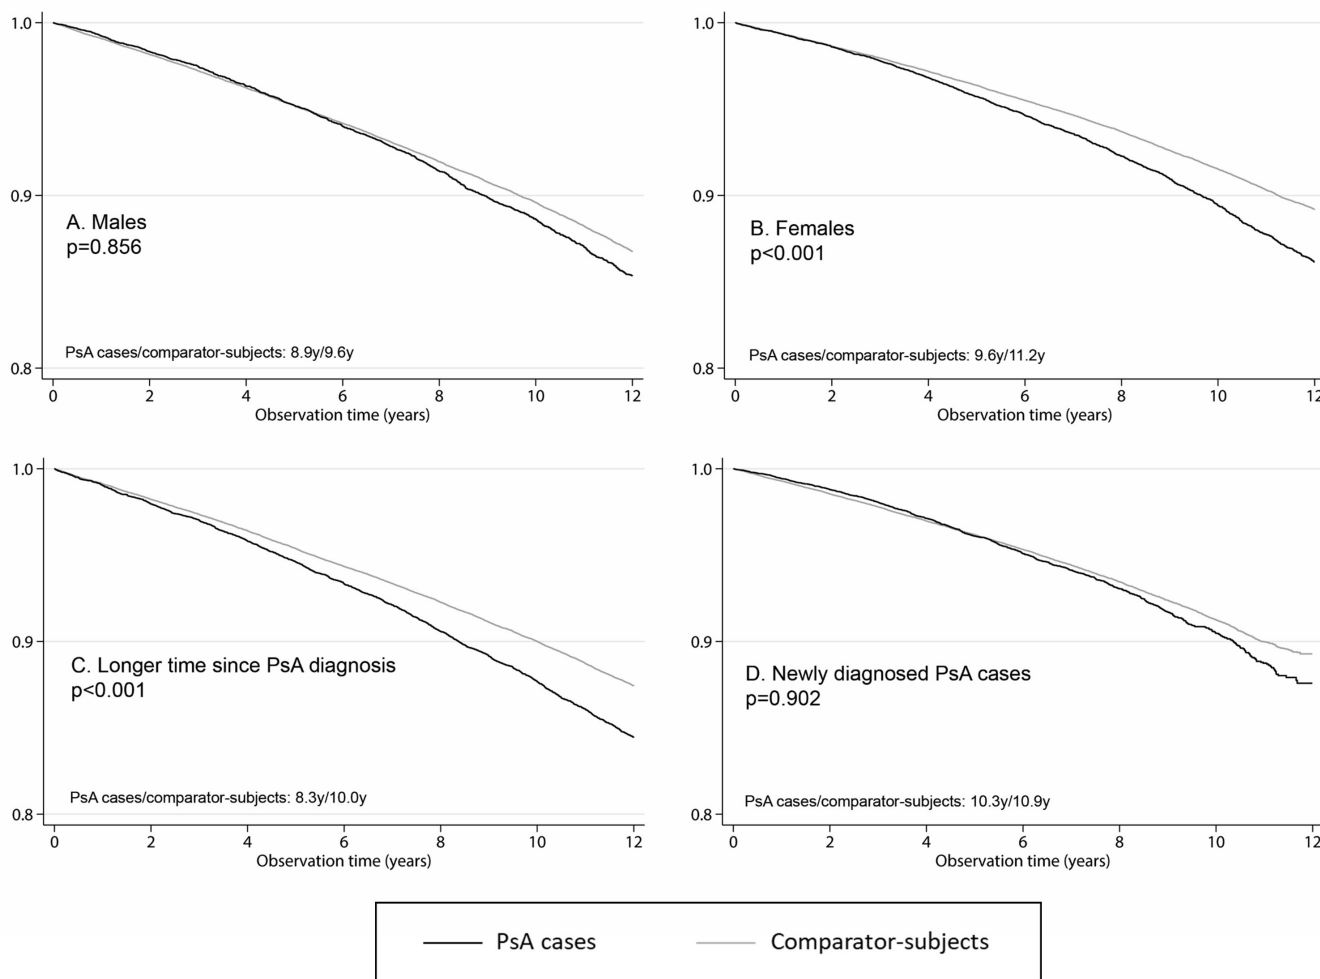 1.0
0.9
0.8
A. Males
p=0.856
PsA cases/comparator-subjects: 8.9y/9.6y
0 2 4 6 8 10 12
Observation time (years)
1.0
0.9
0.8
B. Females
p<0.001
PsA cases/comparator-subjects: 9.6y/11.2y
0 2 4 6 8 10 12
Observation time (years)
1.0
0.9
0.8
C. Longer time since PsA diagnosis
p<0.001
PsA cases/comparator-subjects: 8.3y/10.0y
0 2 4 6 8 10 12
Observation time (years)
1.0
0.9
0.8
D. Newly diagnosed PsA cases
p=0.902
PsA cases/comparator-subjects: 10.3y/10.9y
0 2 4 6 8 10 12
Observation time (years)
PsA cases Comparator-subjects